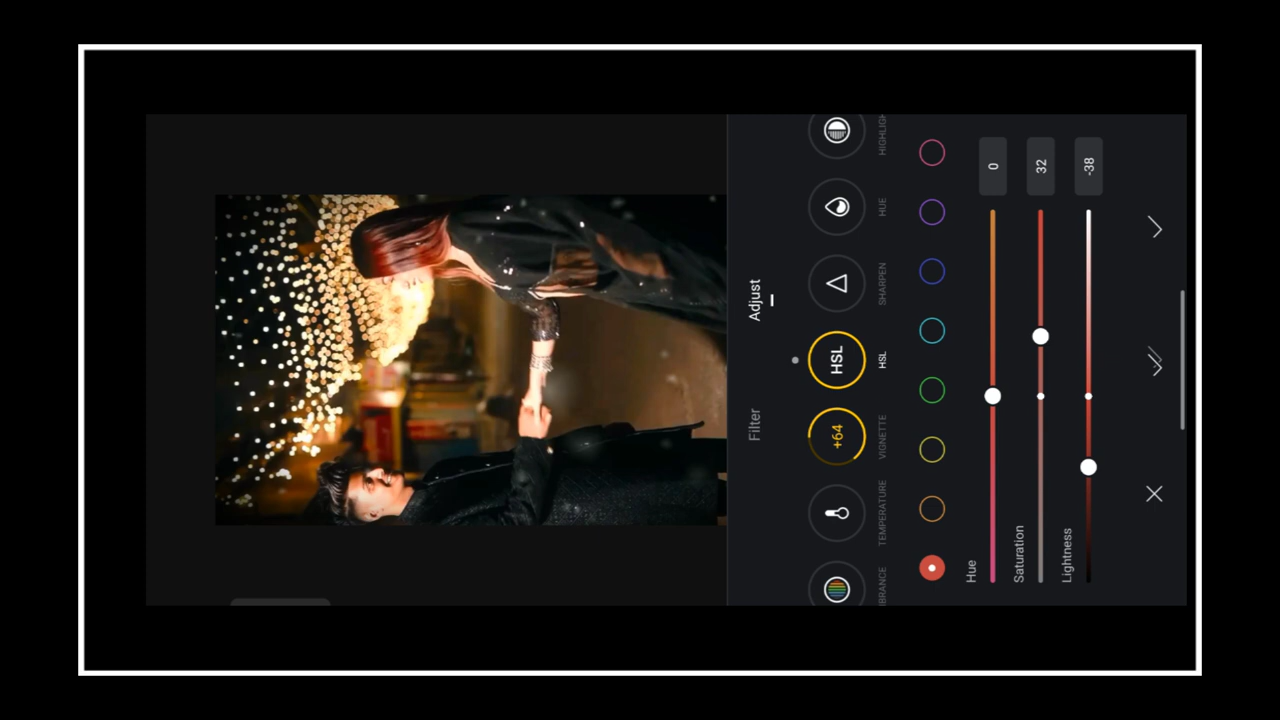 Filter Adjust
+64 HSL
IBRANCE TEMPERATURE VIGNETTE HSL SHARPEN HUE HIGHLIGH
Hue 0
Saturation 32
Lightness -38